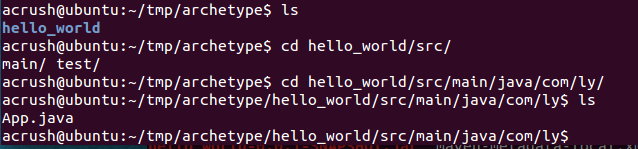 acrush@ubuntu:~/tmp/archetype$ ls
hello_world
acrush@ubuntu:~/tmp/archetype$ cd hello_world/src/
main/ test/
acrush@ubuntu:~/tmp/archetype$ cd hello_world/src/main/java/com/ly/
acrush@ubuntu:~/tmp/archetype/hello_world/src/main/java/com/ly$ ls
App.java
acrush@ubuntu:~/tmp/archetype/hello_world/src/main/java/com/ly$